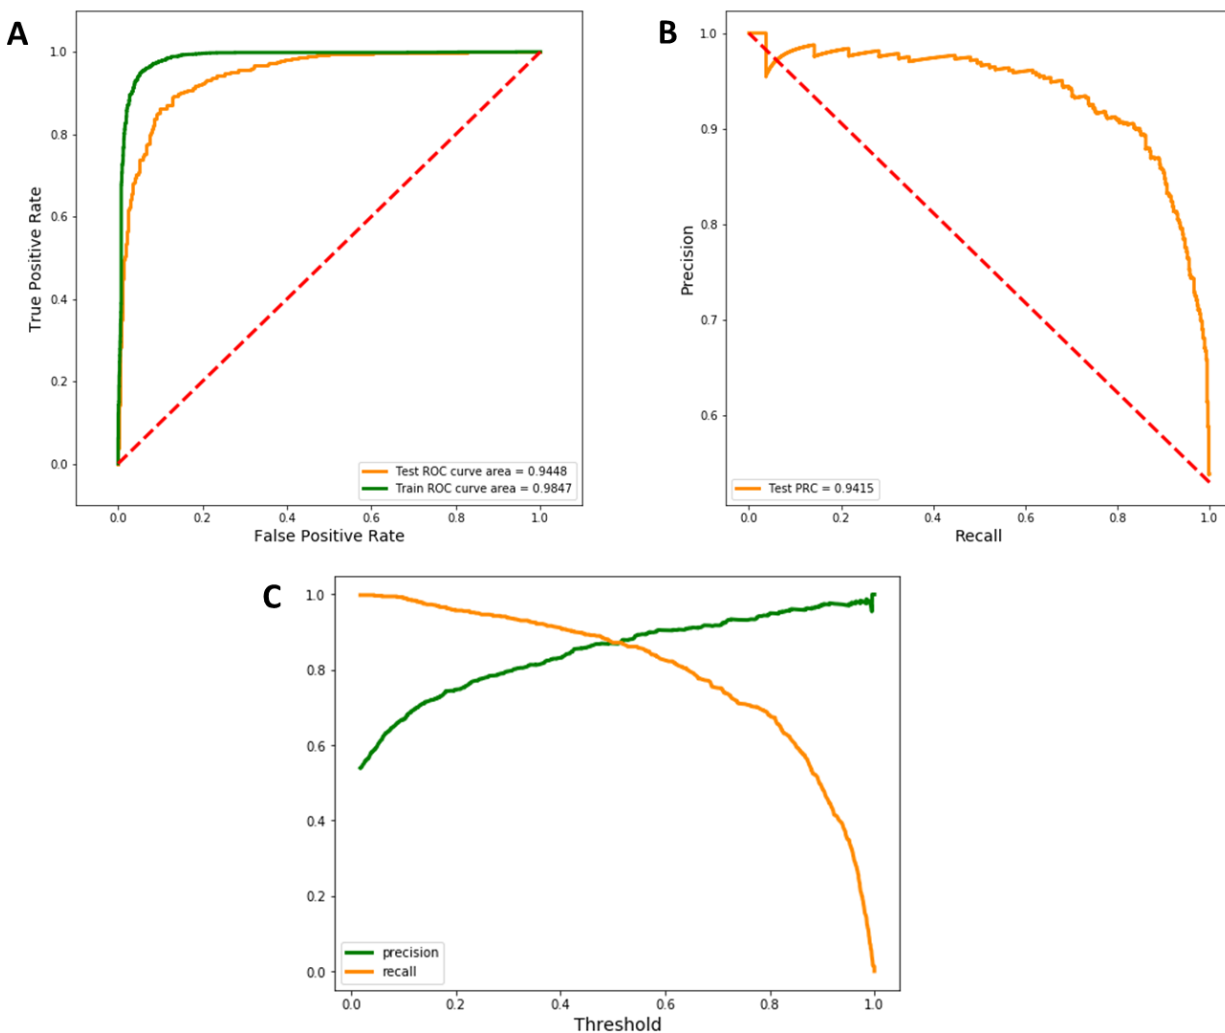 A
1.0
0.8
0.6
0.4
0.2
0.0
True Positive Rate
Test ROC curve area = 0.9448
Train ROC curve area = 0.9847
0.0 0.2 0.4 0.6 0.8 1.0
False Positive Rate
B
1.0
0.9
0.8
0.7
0.6
Precision
Test PRC = 0.9415
0.0 0.2 0.4 0.6 0.8 1.0
Recall
C
1.0
0.8
0.6
0.4
0.2
0.0
precision
recall
0.0 0.2 0.4 0.6 0.8 1.0
Threshold